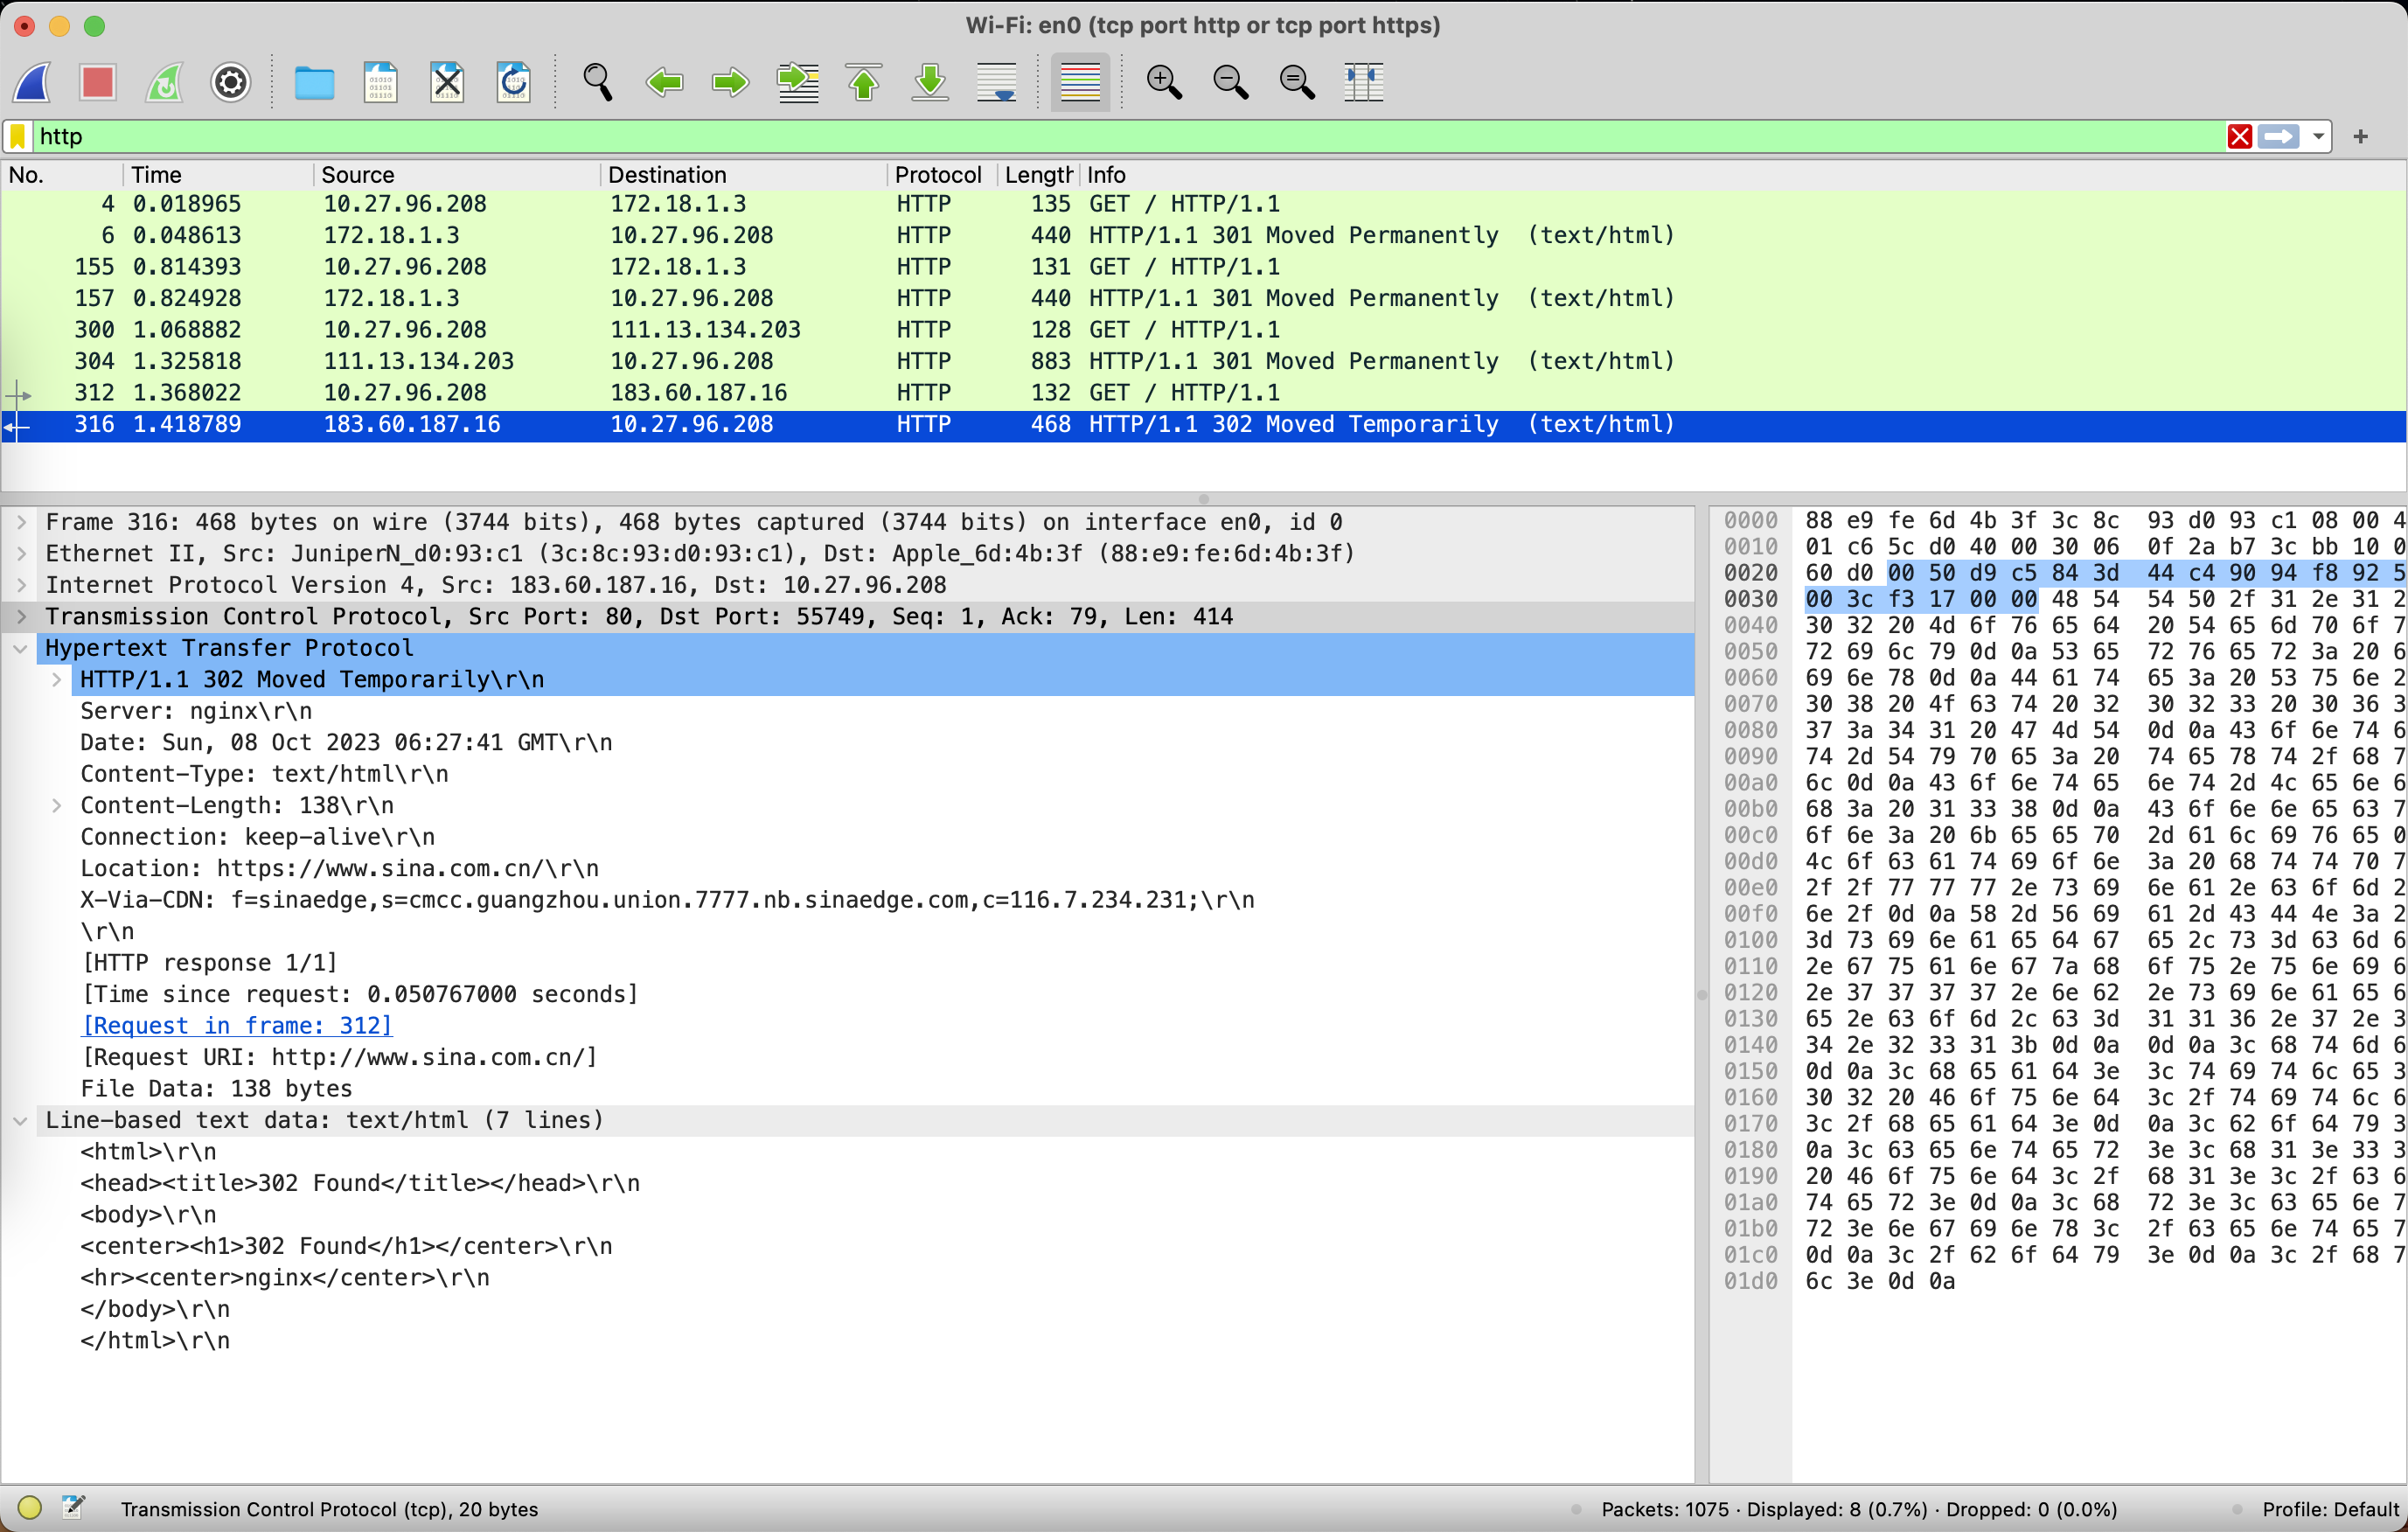 Wi-Fi: en0 (tcp port http or tcp port https)
http
No. Time Source Destination Protocol Length Info
4 0.018965 10.27.96.208 172.18.1.3 HTTP 135 GET / HTTP/1.1
6 0.048613 172.18.1.3 10.27.96.208 HTTP 440 HTTP/1.1 301 Moved Permanently (text/html)
155 0.814393 10.27.96.208 172.18.1.3 HTTP 131 GET / HTTP/1.1
157 0.824928 172.18.1.3 10.27.96.208 HTTP 440 HTTP/1.1 301 Moved Permanently (text/html)
300 1.068882 10.27.96.208 111.13.134.203 HTTP 128 GET / HTTP/1.1
304 1.325818 111.13.134.203 10.27.96.208 HTTP 883 HTTP/1.1 301 Moved Permanently (text/html)
312 1.368022 10.27.96.208 183.60.187.16 HTTP 132 GET / HTTP/1.1
316 1.418789 183.60.187.16 10.27.96.208 HTTP 468 HTTP/1.1 302 Moved Temporarily (text/html)
Frame 316: 468 bytes on wire (3744 bits), 468 bytes captured (3744 bits) on interface en0, id 0
Ethernet II, Src: JuniperN_d0:93:c1 (3c:8c:93:d0:93:c1), Dst: Apple_6d:4b:3f (88:e9:fe:6d:4b:3f)
Internet Protocol Version 4, Src: 183.60.187.16, Dst: 10.27.96.208
Transmission Control Protocol, Src Port: 80, Dst Port: 55749, Seq: 1, Ack: 79, Len: 414
Hypertext Transfer Protocol
HTTP/1.1 302 Moved Temporarily\r\n
Server: nginx\r\n
Date: Sun, 08 Oct 2023 06:27:41 GMT\r\n
Content-Type: text/html\r\n
Content-Length: 138\r\n
Connection: keep-alive\r\n
Location: https://www.sina.com.cn/\r\n
X-Via-CDN: f=sinaedge,s=cmcc.guangzhou.union.7777.nb.sinaedge.com,c=116.7.234.231;\r\n
\r\n
[HTTP response 1/1]
[Time since request: 0.050767000 seconds]
[Request in frame: 312]
[Request URI: http://www.sina.com.cn/]
File Data: 138 bytes
Line-based text data: text/html (7 lines)
<html>\r\n
<head><title>302 Found</title></head>\r\n
<body>\r\n
<center><h1>302 Found</h1></center>\r\n
<hr><center>nginx</center>\r\n
</body>\r\n
</html>\r\n
0000 88 e9 fe 6d 4b 3f 3c 8c 93 d0 93 c1 08 00 4
0010 01 c6 5c d0 40 00 30 06 0f 2a b7 3c bb 10 0
0020 60 d0 00 50 d9 c5 84 3d 44 c4 90 94 f8 92 5
0030 00 3c f3 17 00 00 48 54 54 50 2f 31 2e 31 2
0040 30 32 20 4d 6f 76 65 64 20 54 65 6d 70 6f 7
0050 72 69 6c 79 0d 0a 53 65 72 76 65 72 3a 20 6
0060 69 6e 78 0d 0a 44 61 74 65 3a 20 53 75 6e 2
0070 30 38 20 4f 63 74 20 32 30 32 33 20 30 36 3
0080 37 3a 34 31 20 47 4d 54 0d 0a 43 6f 6e 74 6
0090 74 2d 54 79 70 65 3a 20 74 65 78 74 2f 68 7
00a0 6c 0d 0a 43 6f 6e 74 65 6e 74 2d 4c 65 6e 6
00b0 68 3a 20 31 33 38 0d 0a 43 6f 6e 6e 65 63 7
00c0 6f 6e 3a 20 6b 65 65 70 2d 61 6c 69 76 65 0
00d0 4c 6f 63 61 74 69 6f 6e 3a 20 68 74 74 70 7
00e0 2f 2f 77 77 77 2e 73 69 6e 61 2e 63 6f 6d 2
00f0 6e 2f 0d 0a 58 2d 56 69 61 2d 43 44 4e 3a 2
0100 3d 73 69 6e 61 65 64 67 65 2c 73 3d 63 6d 6
0110 2e 67 75 61 6e 67 7a 68 6f 75 2e 75 6e 69 6
0120 2e 37 37 37 37 2e 6e 62 2e 73 69 6e 61 65 6
0130 65 2e 63 6f 6d 2c 63 3d 31 31 36 2e 37 2e 3
0140 34 2e 32 33 31 3b 0d 0a 0d 0a 3c 68 74 6d 6
0150 0d 0a 3c 68 65 61 64 3e 3c 74 69 74 6c 65 3
0160 30 32 20 46 6f 75 6e 64 3c 2f 74 69 74 6c 6
0170 3c 2f 68 65 61 64 3e 0d 0a 3c 62 6f 64 79 3
0180 0a 3c 63 65 6e 74 65 72 3e 3c 68 31 3e 33 3
0190 20 46 6f 75 6e 64 3c 2f 68 31 3e 3c 2f 63 6
01a0 74 65 72 3e 0d 0a 3c 68 72 3e 3c 63 65 6e 7
01b0 72 3e 6e 67 69 6e 78 3c 2f 63 65 6e 74 65 7
01c0 0d 0a 3c 2f 62 6f 64 79 3e 0d 0a 3c 2f 68 7
01d0 6c 3e 0d 0a
Transmission Control Protocol (tcp), 20 bytes
Packets: 1075 · Displayed: 8 (0.7%) · Dropped: 0 (0.0%)
Profile: Default